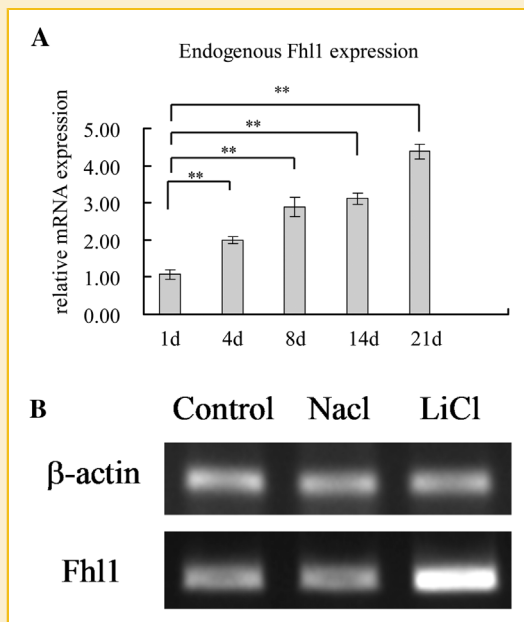 A
Endogenous Fhl1 expression
**
**
**
**
relative mRNA expression
5.00
4.00
3.00
2.00
1.00
0.00
1d 4d 8d 14d 21d
B
Control Nacl LiCl
β-actin
Fhl1